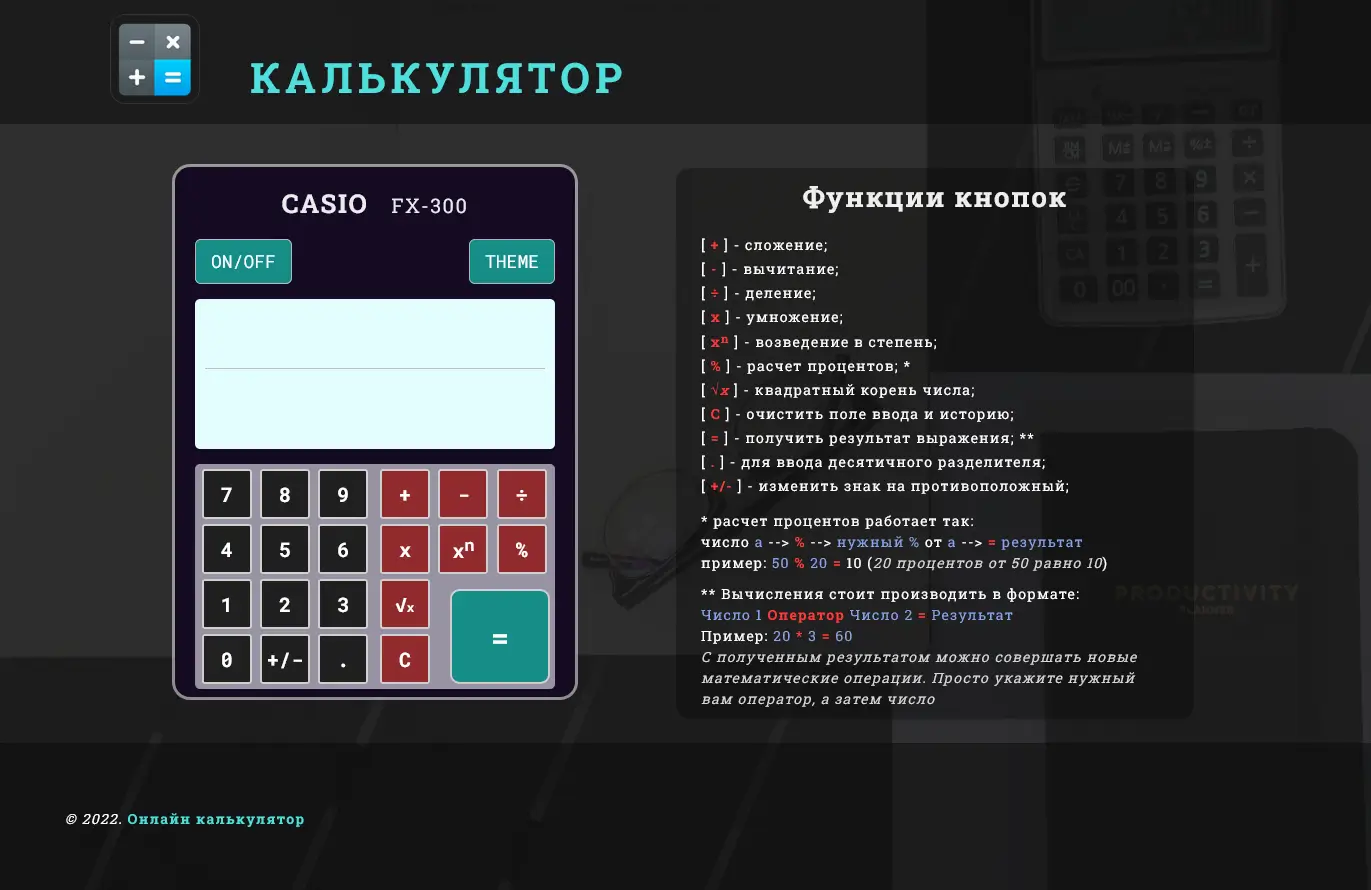 КАЛЬКУЛЯТОР
CASIO FX-300
ON/OFF THEME
7 8 9 + - ÷
4 5 6 x xⁿ %
1 2 3 √x
0 +/- . C =
Функции кнопок
[ + ] - сложение;
[ - ] - вычитание;
[ ÷ ] - деление;
[ x ] - умножение;
[ xⁿ ] - возведение в степень;
[ % ] - расчет процентов; *
[ √x ] - квадратный корень числа;
[ C ] - очистить поле ввода и историю;
[ = ] - получить результат выражения; **
[ . ] - для ввода десятичного разделителя;
[ +/- ] - изменить знак на противоположный;
* расчет процентов работает так:
число a --> % --> нужный % от a --> = результат
пример: 50 % 20 = 10 (20 процентов от 50 равно 10)
** Вычисления стоит производить в формате:
Число 1 Оператор Число 2 = Результат
Пример: 20 * 3 = 60
С полученным результатом можно совершать новые
математические операции. Просто укажите нужный
вам оператор, а затем число
PRODUCTIVITY
PLANNER
© 2022. Онлайн калькулятор